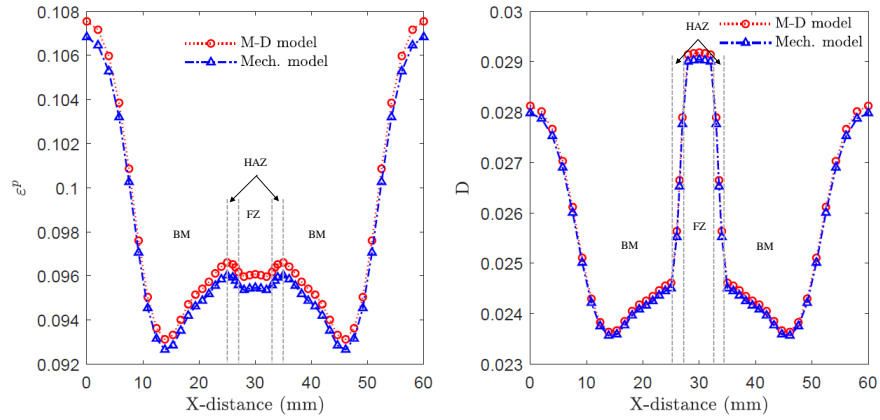 0.108
0.106
0.104
0.102
0.1
0.098
0.096
0.094
0.092
ε^p
M-D model
Mech. model
HAZ
BM
FZ
BM
0
10
20
30
40
50
60
X-distance (mm)
0.03
0.029
0.028
0.027
0.026
0.025
0.024
0.023
D
HAZ
M-D model
Mech. model
FZ
BM
BM
0
10
20
30
40
50
60
X-distance (mm)